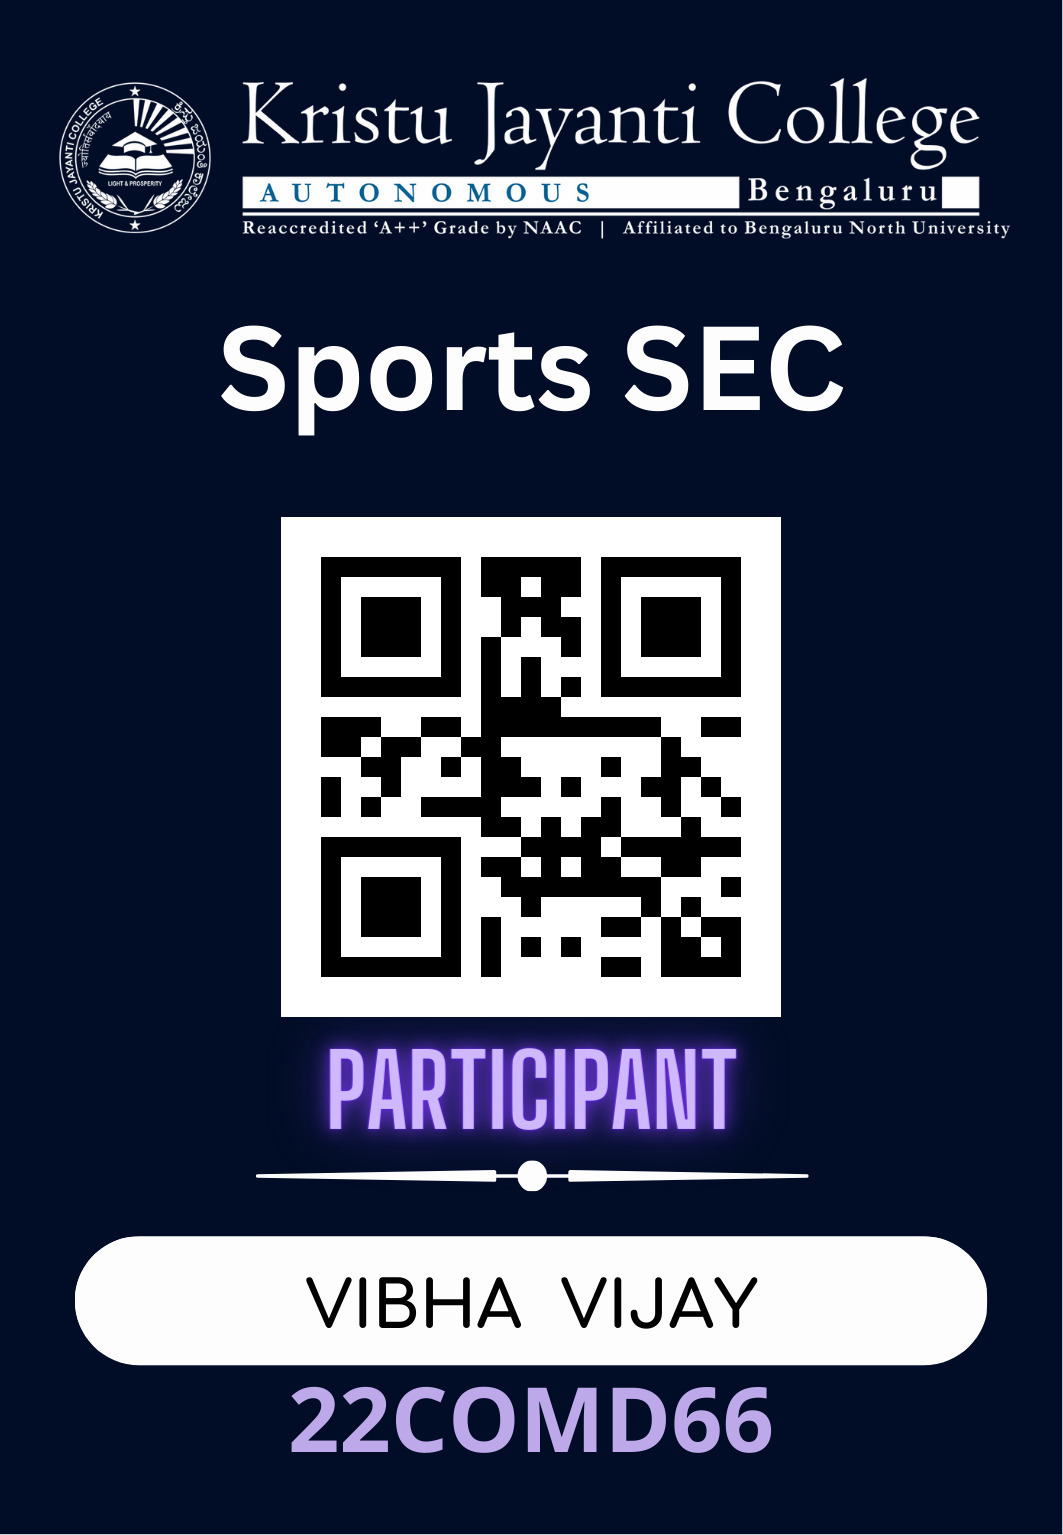 Kristu Jayanti College
AUTONOMOUS Bengaluru
Reaccredited ‘A++’ Grade by NAAC | Affiliated to Bengaluru North University
KRISTU JAYANTI COLLEGE
LIGHT & PROSPERITY
Sports SEC
PARTICIPANT
VIBHA VIJAY
22COMD66